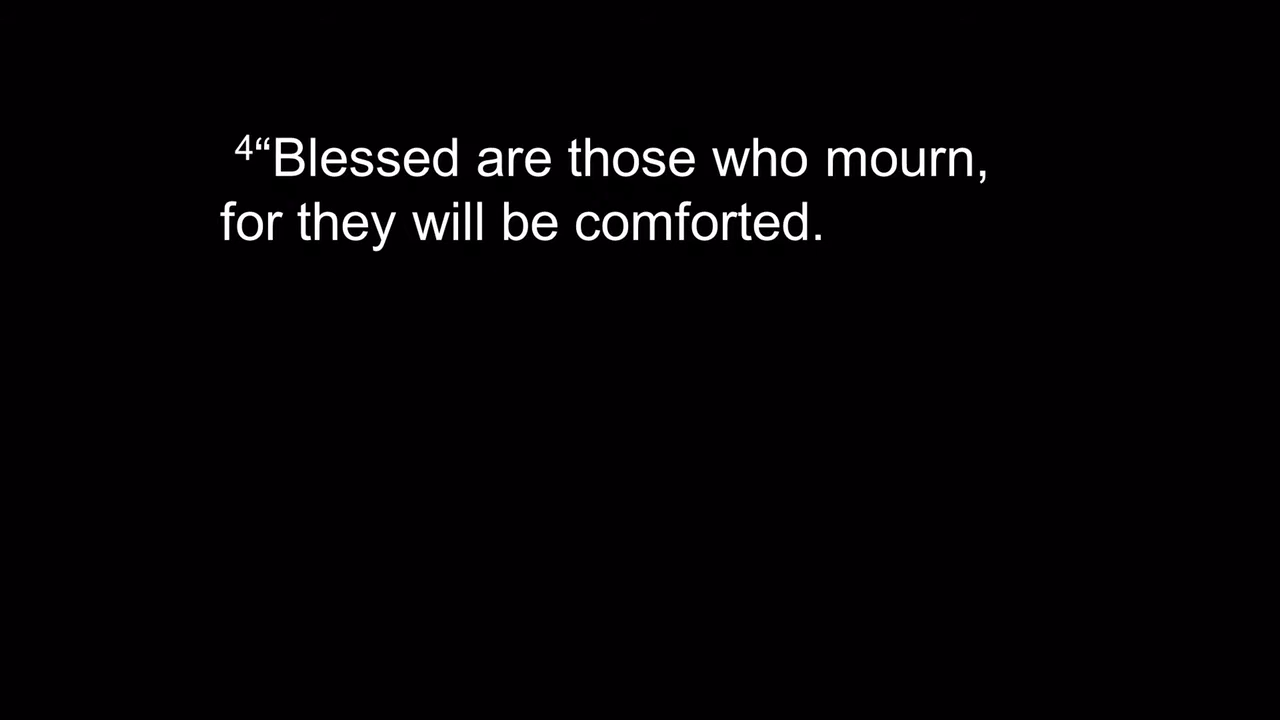 ⁴“Blessed are those who mourn,
for they will be comforted.